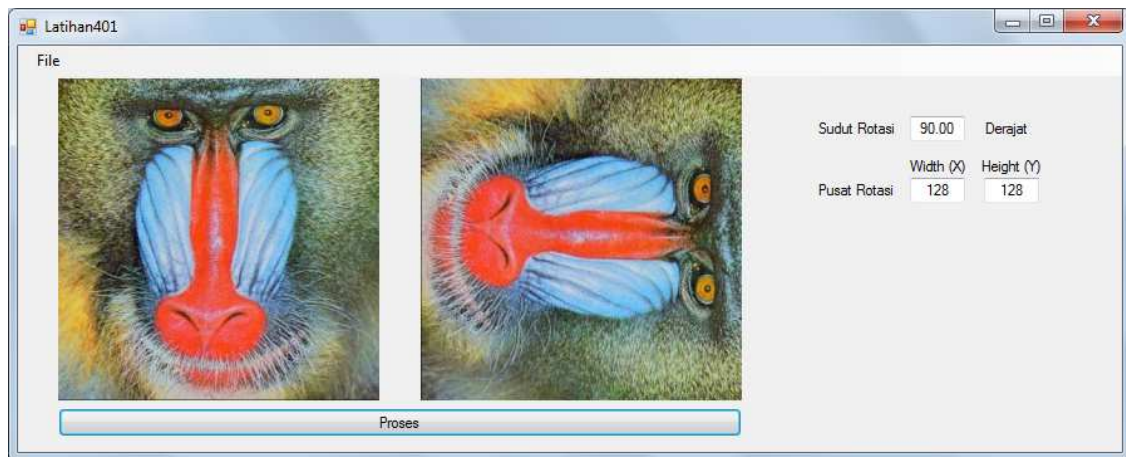 Latihan401
File
Sudut Rotasi 90.00 Derajat
Width (X) Height (Y)
Pusat Rotasi 128 128
Proses